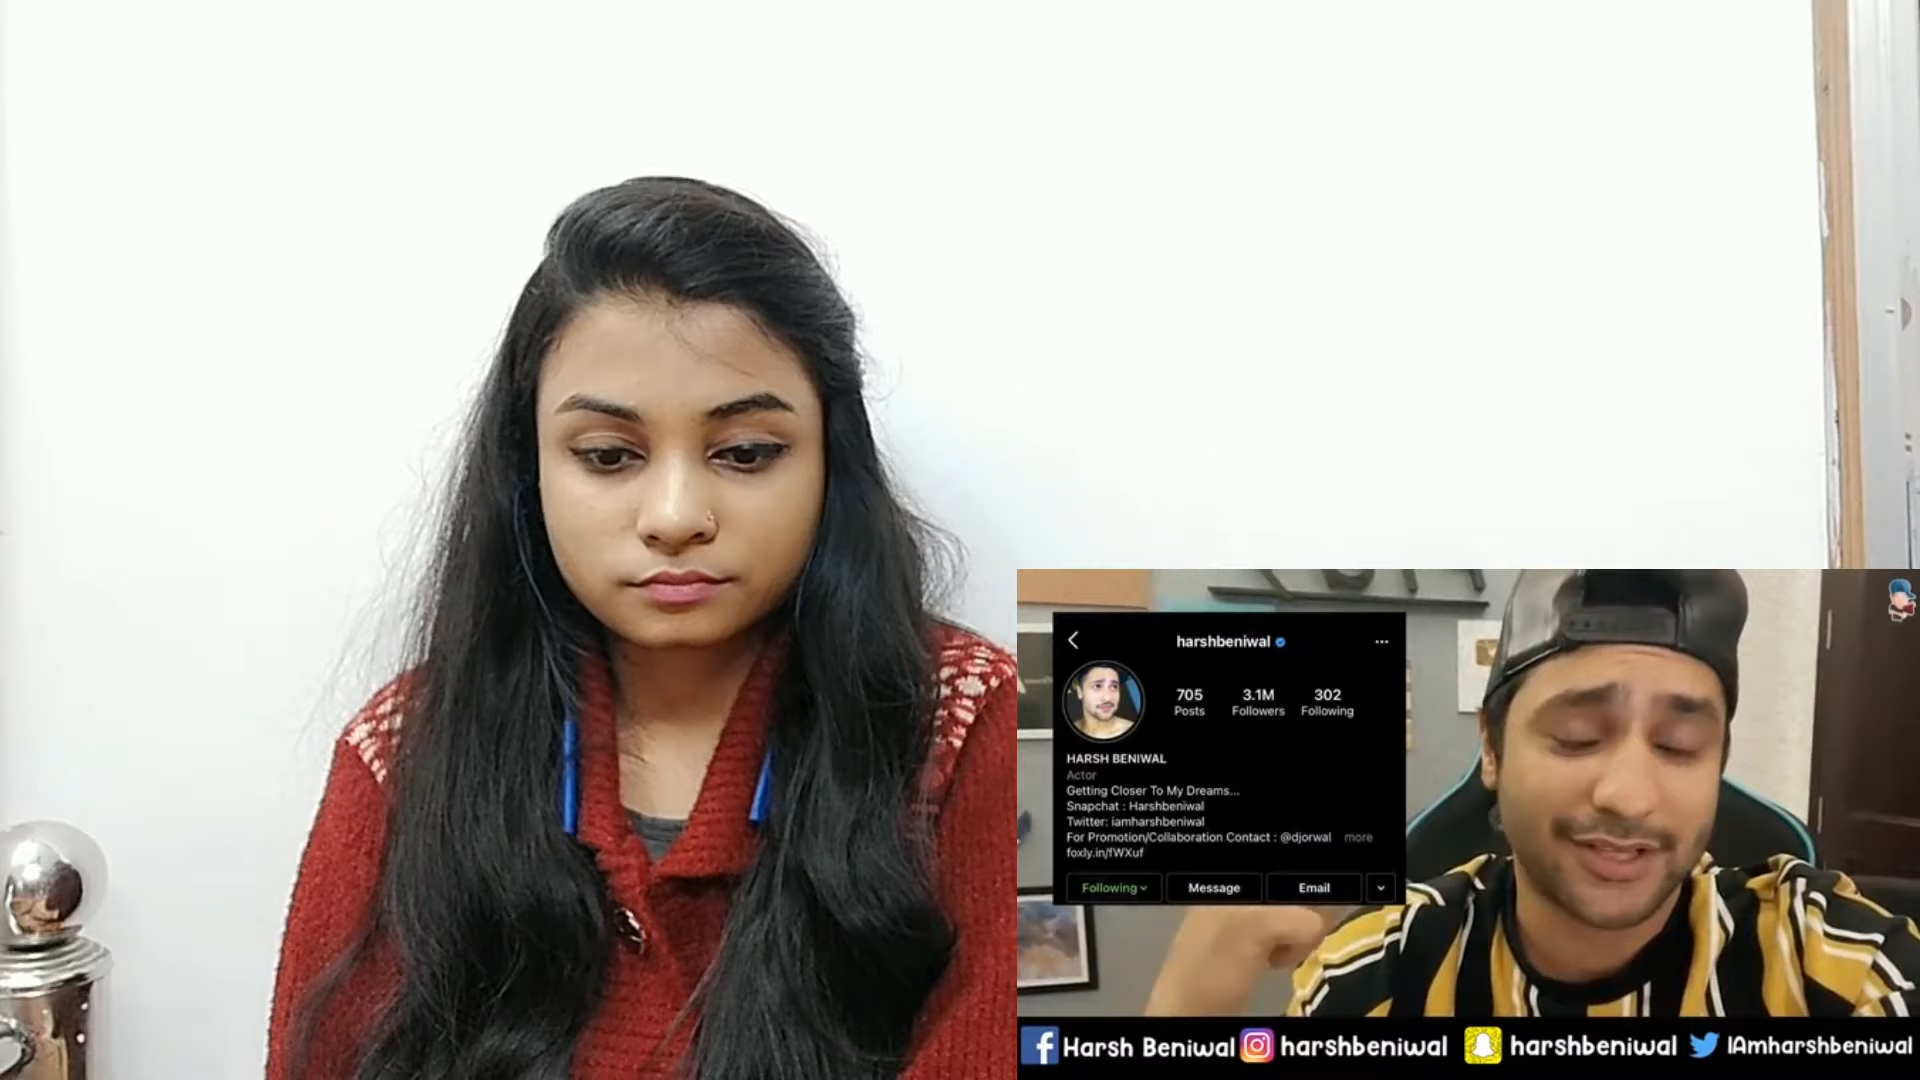 harshbeniwal
705
3.1M
302
Posts
Followers
Following
HARSH BENIWAL
Actor
Getting Closer To My Dreams...
Snapchat : Harshbeniwal
Twitter: iamharshbeniwal
For Promotion/Collaboration Contact : @djorwal more
foxly.in/fWXuf
Following
Message
Email
Harsh Beniwal
harshbeniwal
harshbeniwal
IAmharshbeniwal